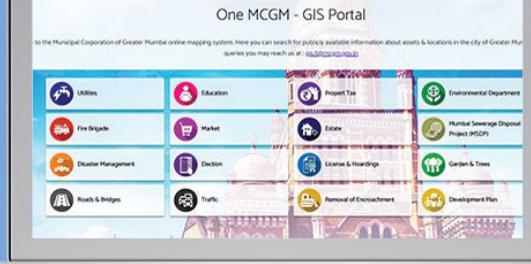 One MCGM - GIS Portal
to the Municipal Corporation of Greater Mumbai online mapping system. Here you can search for publicly available information about assets & locations in the city of Greater Mu
queries you may reach us at :
Utilities
Education
Propert Tax
Environmental Department
Fire Brigade
Market
Estate
Mumbai Sewerage Disposal
Project (MSDP)
Disaster Management
Election
License & Hoardings
Garden & Trees
Roads & Bridges
Traffic
Removal of Encroachment
Development Plan